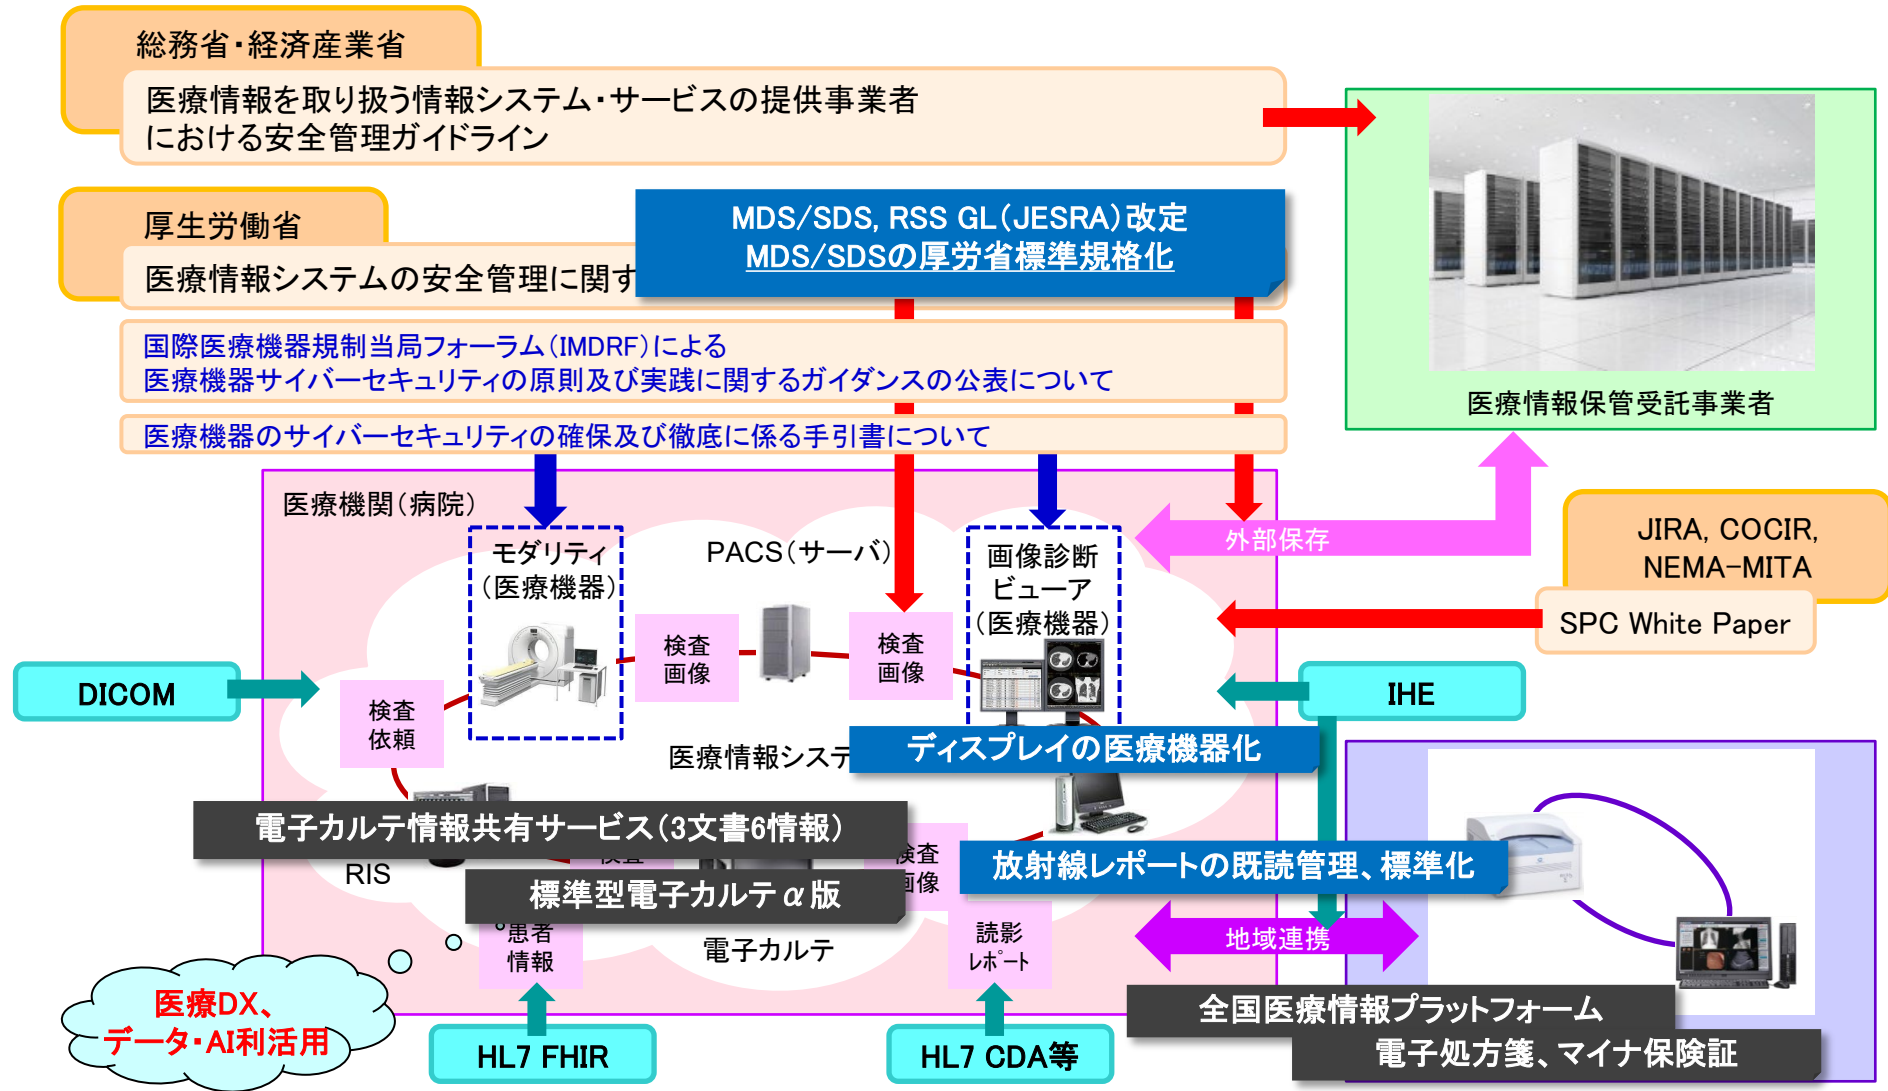 総務省・経済産業省
医療情報を取り扱う情報システム・サービスの提供事業者
における安全管理ガイドライン
厚生労働省
医療情報システムの安全管理に関す
MDS/SDS, RSS GL(JESRA)改定
MDS/SDSの厚労省標準規格化
国際医療機器規制当局フォーラム(IMDRF)による
医療機器サイバーセキュリティの原則及び実践に関するガイダンスの公表について
医療機器のサイバーセキュリティの確保及び徹底に係る手引書について
医療情報保管受託事業者
医療機関(病院)
モダリティ
(医療機器)
PACS(サーバ)
画像診断
ビューア
(医療機器)
外部保存
JIRA, COCIR,
NEMA-MITA
SPC White Paper
検査
画像
検査
画像
DICOM
検査
依頼
IHE
医療情報システ
ディスプレイの医療機器化
電子カルテ情報共有サービス(3文書6情報)
RIS
検査
画像
放射線レポートの既読管理、標準化
標準型電子カルテα版
患者
情報
電子カルテ
読影
レポート
地域連携
医療DX、
データ・AI利活用
HL7 FHIR
HL7 CDA等
全国医療情報プラットフォーム
電子処方箋、マイナ保険証